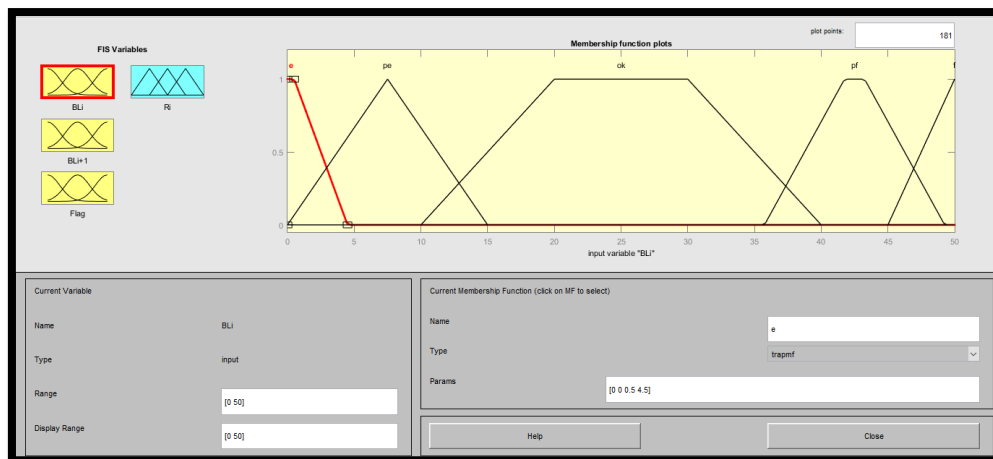 plot points:
181
FIS Variables
Membership function plots
e
pe
ok
pf
f
BLi
Ri
1
BLi+1
0.5
Flag
0
0
5
10
15
20
25
30
35
40
45
50
input variable "BLi"
Current Variable
Name
BLi
Type
input
Range
[0 50]
Display Range
[0 50]
Current Membership Function (click on MF to select)
Name
e
Type
trapmf
Params
[0 0 0.5 4.5]
Help
Close